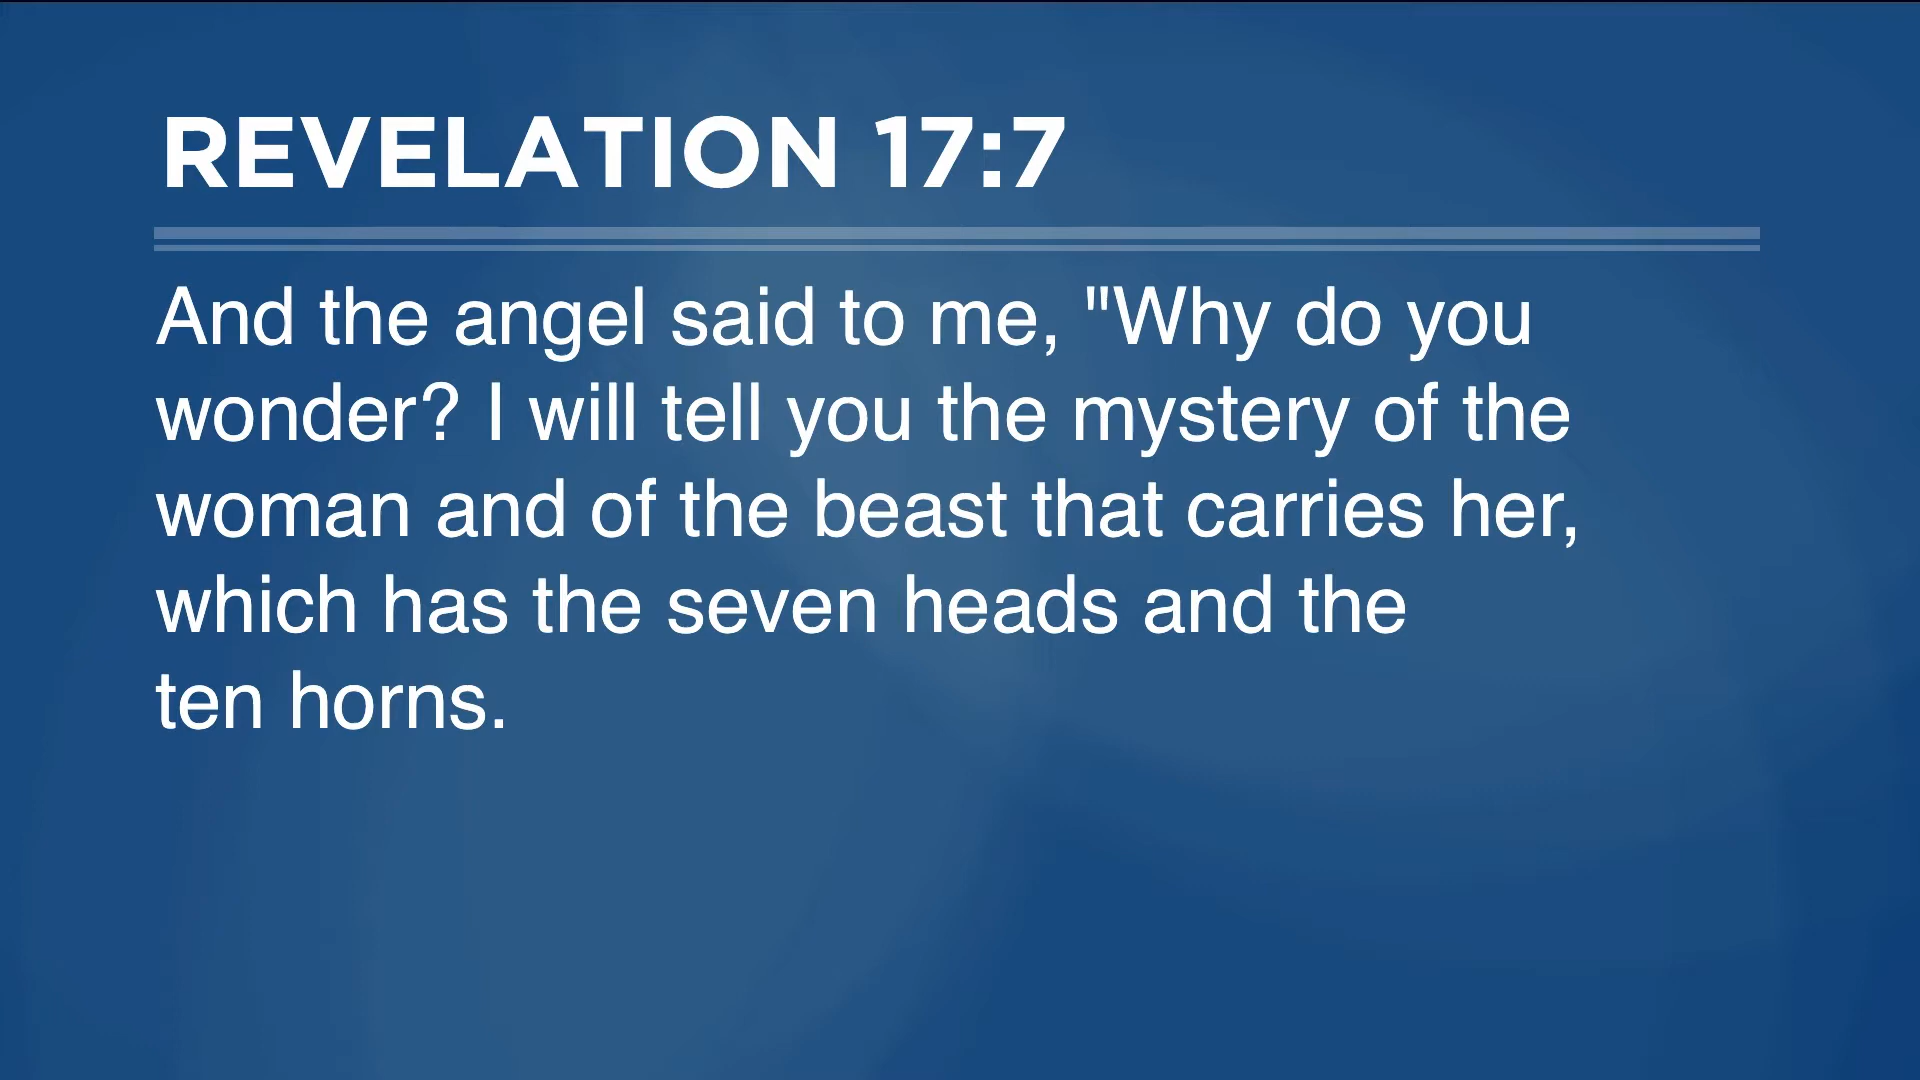 REVELATION 17:7
And the angel said to me, "Why do you
wonder? I will tell you the mystery of the
woman and of the beast that carries her,
which has the seven heads and the
ten horns.